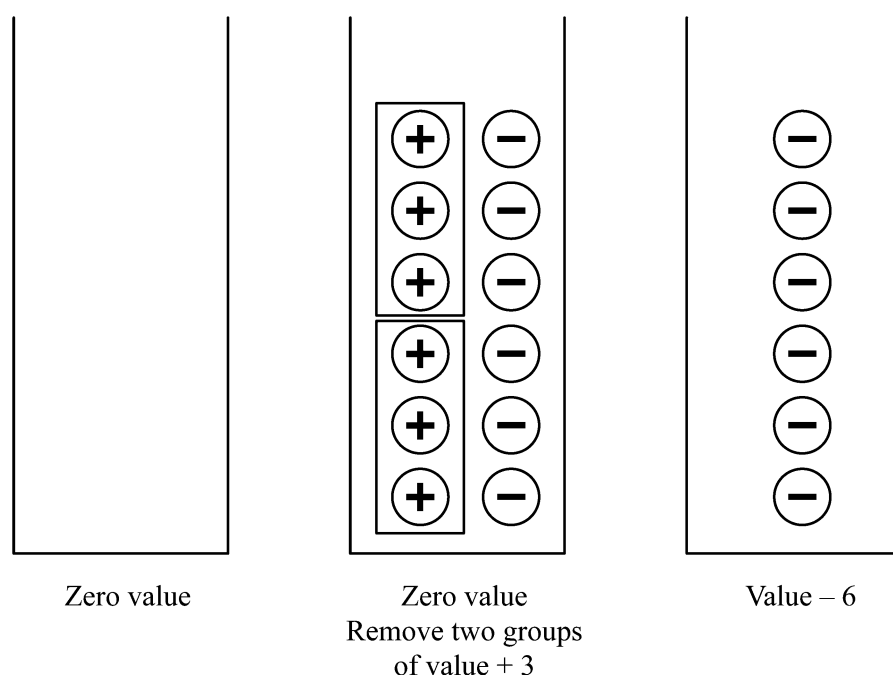 Zero value
Zero value
Remove two groups
of value + 3
Value – 6